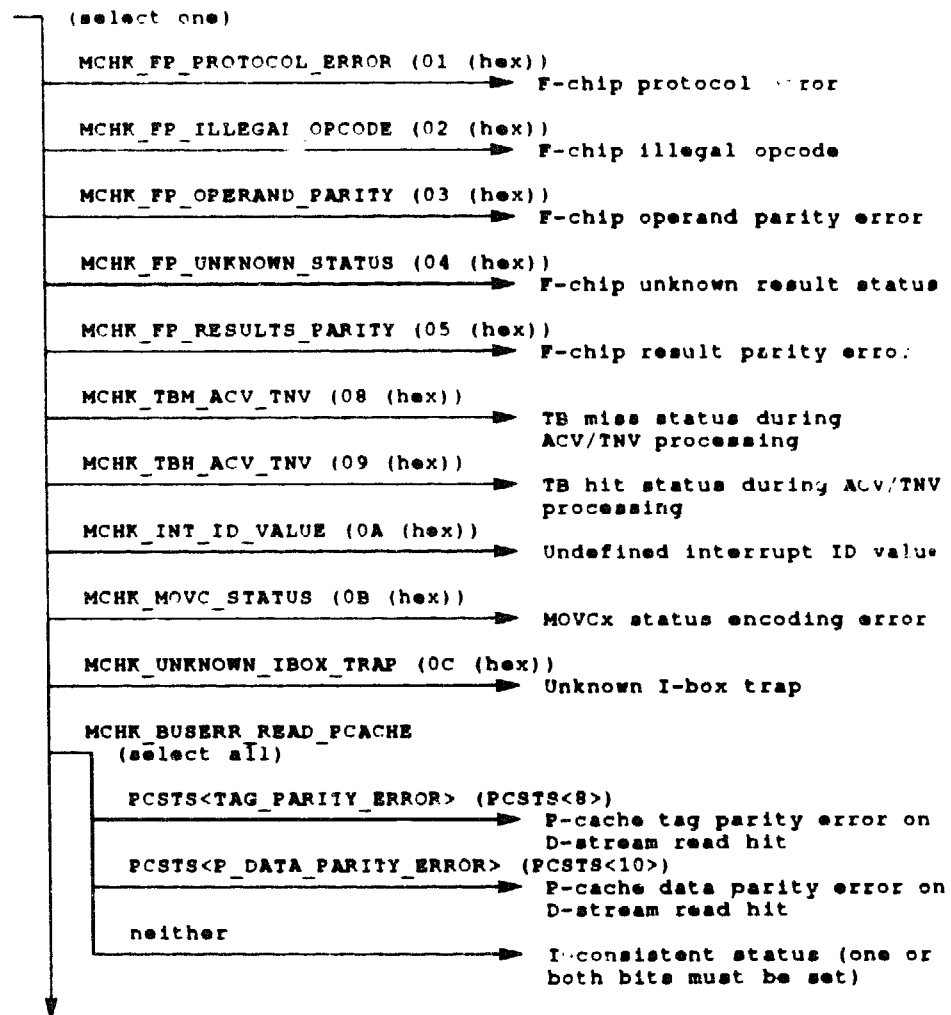 (select one)
MCHK_FP_PROTOCOL_ERROR (01 (hex))
F-chip protocol
MCHK_FP_ILLEGAL_OPCODE (02 (hex))
F-chip illegal opcode
MCHK_FP_OPERAND_PARITY (03 (hex))
F-chip operand parity error
MCHK_FP_UNKNOWN_STATUS (04 (hex))
F-chip unknown result status
MCHK_FP_RESULTS_PARITY (05 (hex)
F-chip result parity error
MCHK_TBM_ACV_TNV (08 (hex))
TB miss status during
ACV/TNV processing
MCHK_TBH_ACV_TNV (09 (hex))
TB hit status during ACV/TNV
processing
MCHK_INT_ID_VALUE (0A (hex))
Undefined interrupt ID value
MCHK_MOVC_STATUS (0B (hex))
MOVCx status encoding error
MCHK_UNKNOWN_IBOX_TRAP (0C (hex))
Unknown I-box trap
MCHK_BUSERR_READ_PCACHE
(select all)
PCSTS<TAG_PARITY_ERROR> (PCSTS<8>)
P-cache tag parity error on
D-stream read hit
PCSTS<P_DATA_PARITY_ERROR> (PCSTS<10>)
P-cache data parity error on
D-stream read hit
neither
Inconsistent status (one or
both bits must be set)